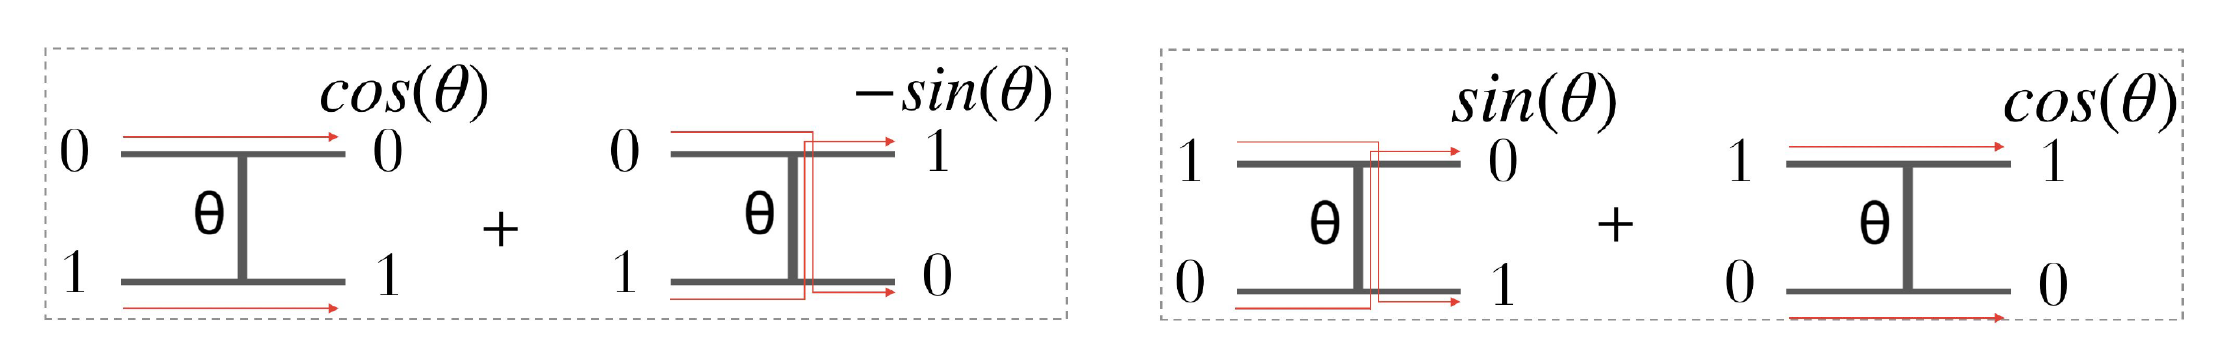 cos(θ) −sin(θ) sin(θ) cos(θ)
0 0 0 1 1 0 1 1
θ θ θ θ
+ +
1 1 1 0 0 1 0 0